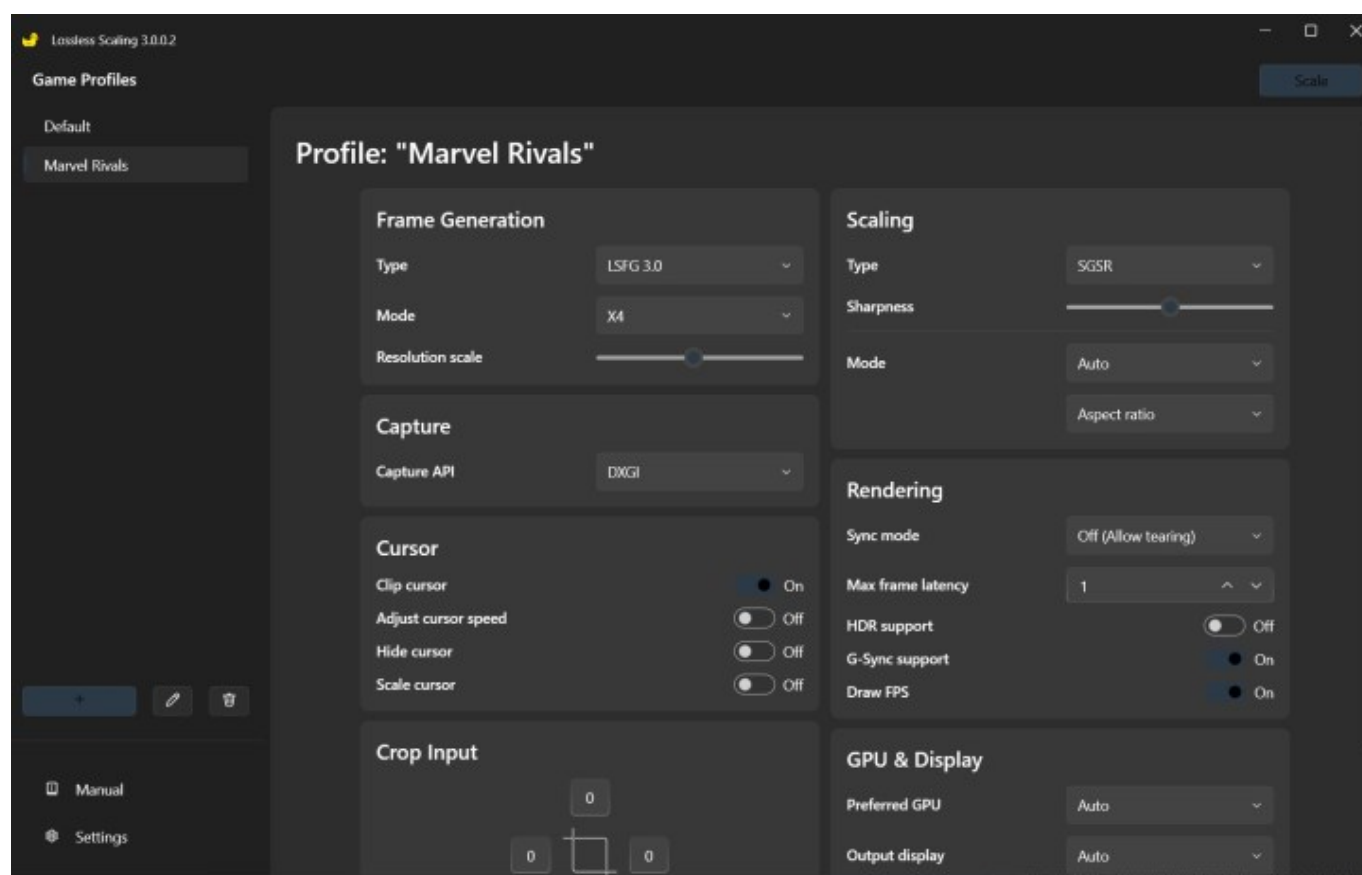 Lossless Scaling 3.0.0.2
Game Profiles
Scale
Default
Marvel Rivals
Profile: "Marvel Rivals"
Frame Generation
Type
LSFG 3.0
Mode
X4
Resolution scale
Capture
Capture API
DXGI
Cursor
Clip cursor
On
Adjust cursor speed
Off
Hide cursor
Off
Scale cursor
Off
Crop Input
0
0
0
Scaling
Type
SGSR
Sharpness
Mode
Auto
Aspect ratio
Rendering
Sync mode
Off (Allow tearing)
Max frame latency
1
HDR support
Off
G-Sync support
On
Draw FPS
On
GPU & Display
Preferred GPU
Auto
Output display
Auto
+
Manual
Settings